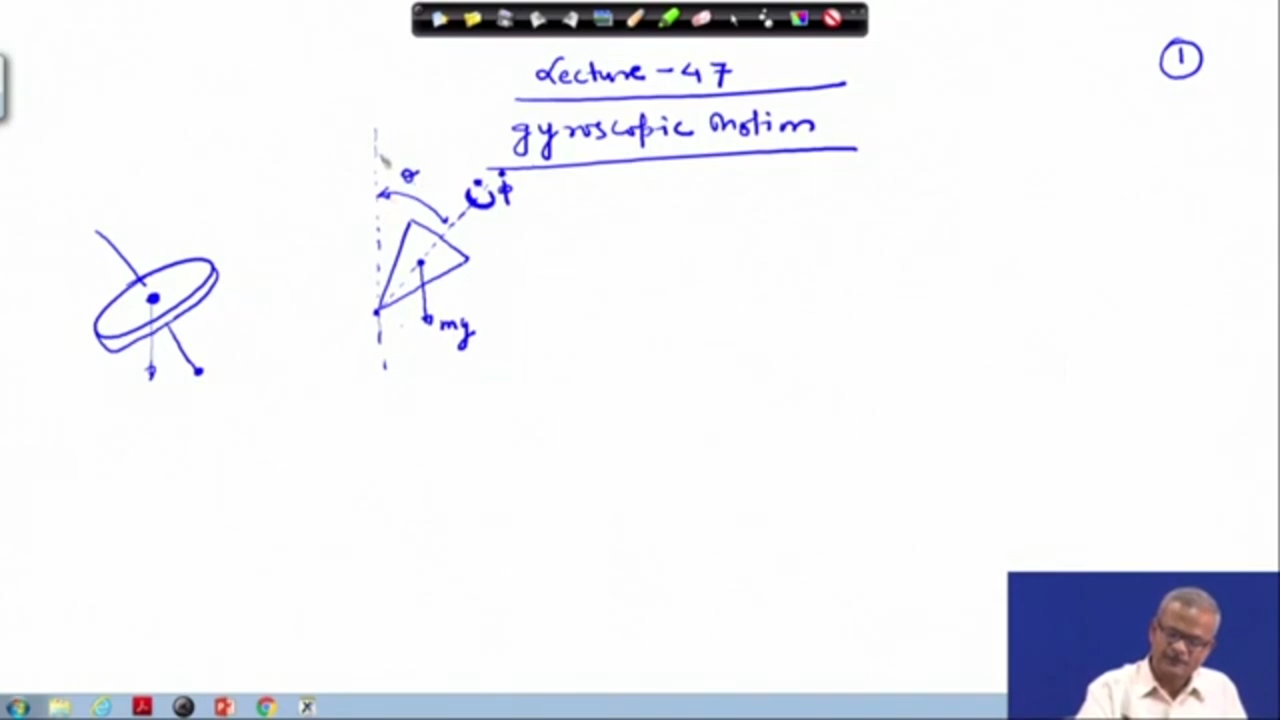 Lecture - 47
①
gyroscopic motion
θ
φ̇
mg